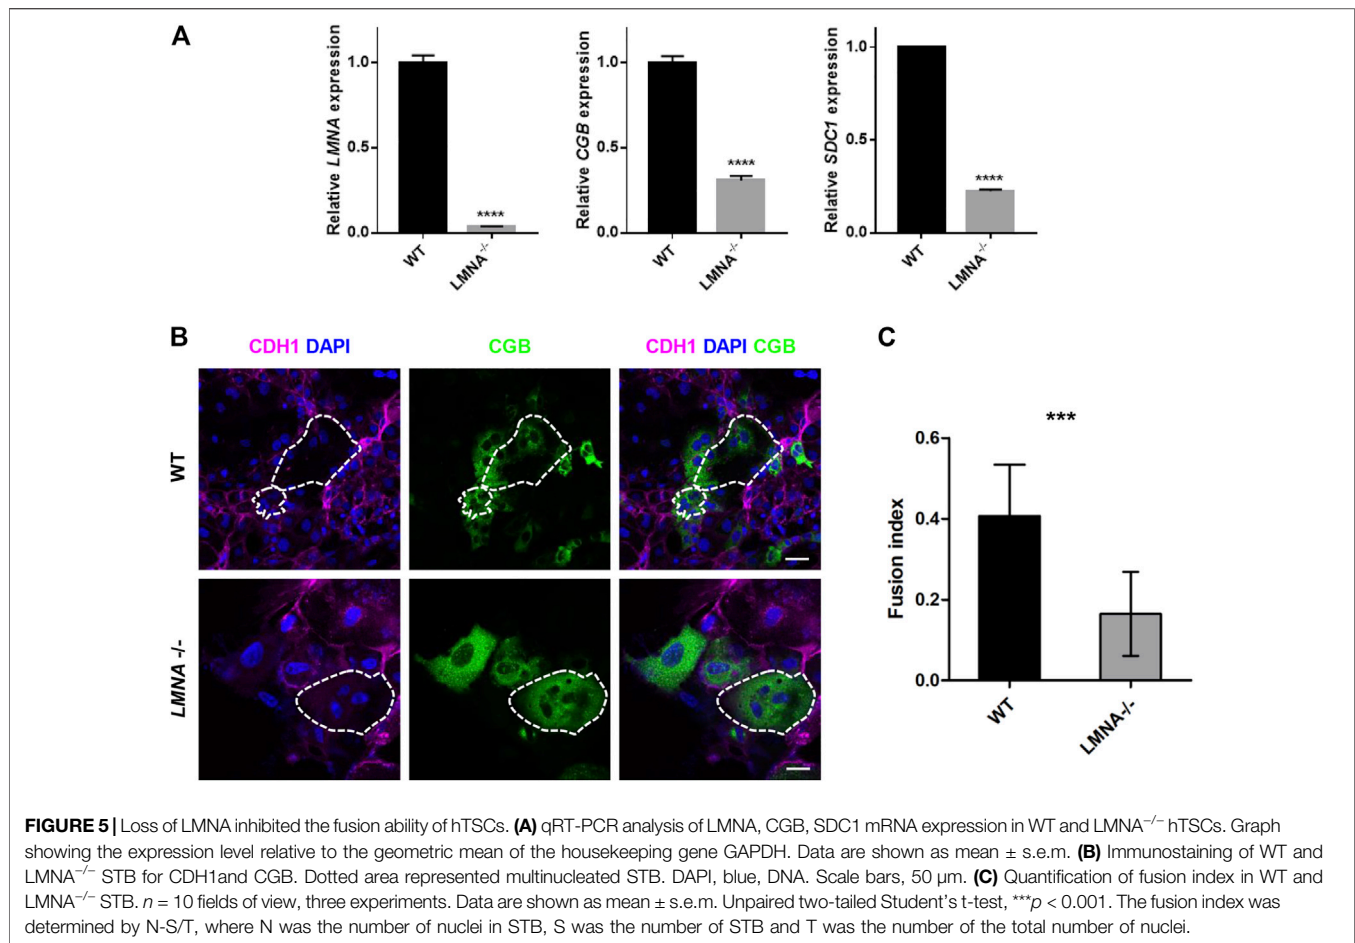 A
Relative LMNA expression
1.0
0.5
0.0
****
WT
LMNA-/-
Relative CGB expression
1.0
0.5
0.0
****
WT
LMNA-/-
Relative SDC1 expression
1.0
0.5
0.0
****
WT
LMNA-/-
B
CDH1 DAPI
CGB
CDH1 DAPI CGB
WT
LMNA -/-
C
***
Fusion index
0.6
0.4
0.2
0.0
WT
LMNA-/-
FIGURE 5 | Loss of LMNA inhibited the fusion ability of hTSCs. (A) qRT-PCR analysis of LMNA, CGB, SDC1 mRNA expression in WT and LMNA−/− hTSCs. Graph
showing the expression level relative to the geometric mean of the housekeeping gene GAPDH. Data are shown as mean ± s.e.m. (B) Immunostaining of WT and
LMNA−/− STB for CDH1and CGB. Dotted area represented multinucleated STB. DAPI, blue, DNA. Scale bars, 50 μm. (C) Quantification of fusion index in WT and
LMNA−/− STB. n = 10 fields of view, three experiments. Data are shown as mean ± s.e.m. Unpaired two-tailed Student's t-test, ***p < 0.001. The fusion index was
determined by N-S/T, where N was the number of nuclei in STB, S was the number of STB and T was the number of the total number of nuclei.